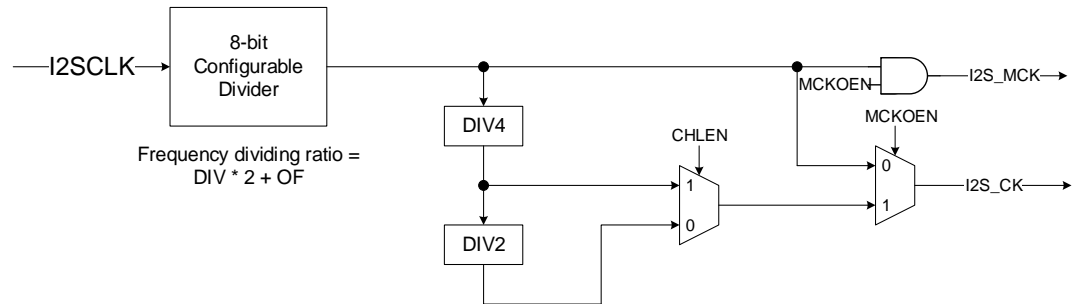 I2SCLK
8-bit
Configurable
Divider
Frequency dividing ratio =
DIV * 2 + OF
DIV4
DIV2
CHLEN
1
0
MCKOEN
I2S_MCK
MCKOEN
0
1
I2S_CK